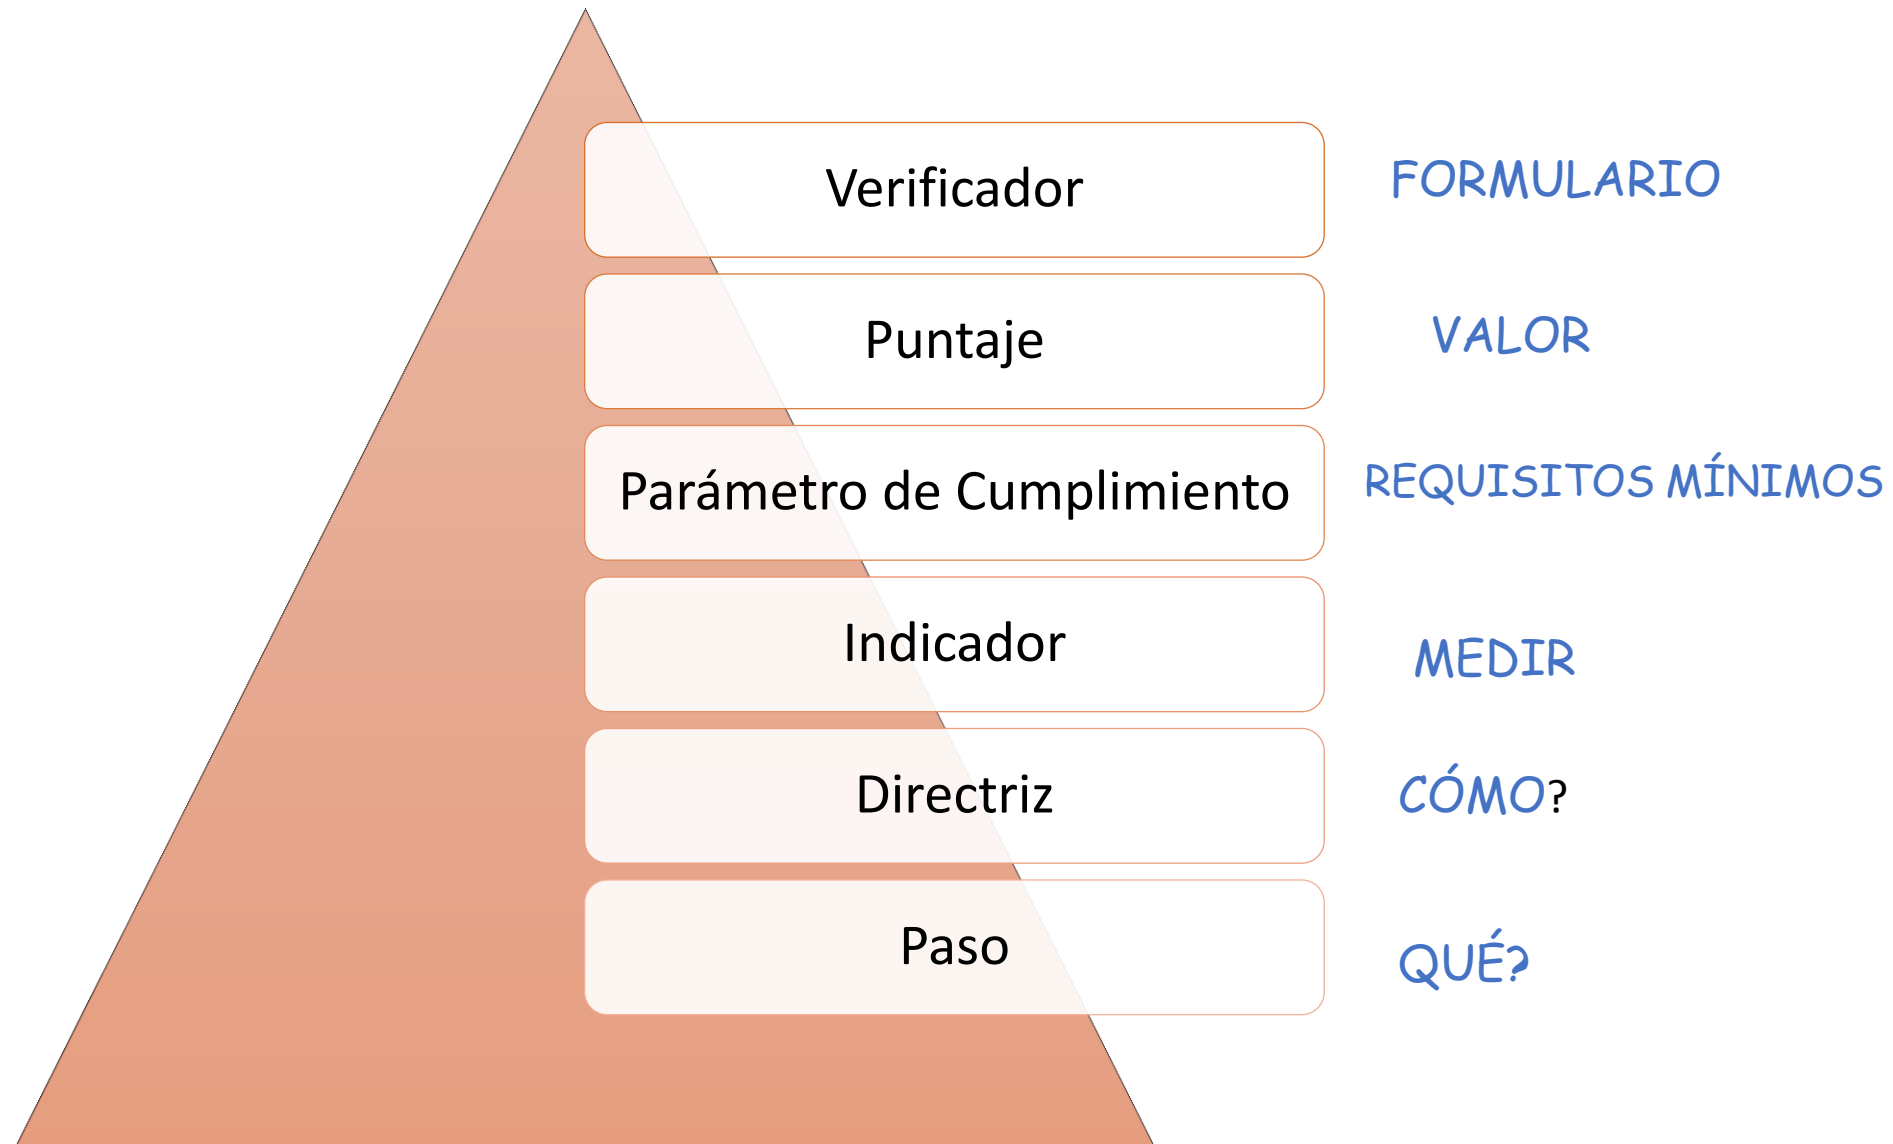 Verificador
FORMULARIO
Puntaje
VALOR
Parámetro de Cumplimiento
REQUISITOS MÍNIMOS
Indicador
MEDIR
Directriz
CÓMO?
Paso
QUÉ?